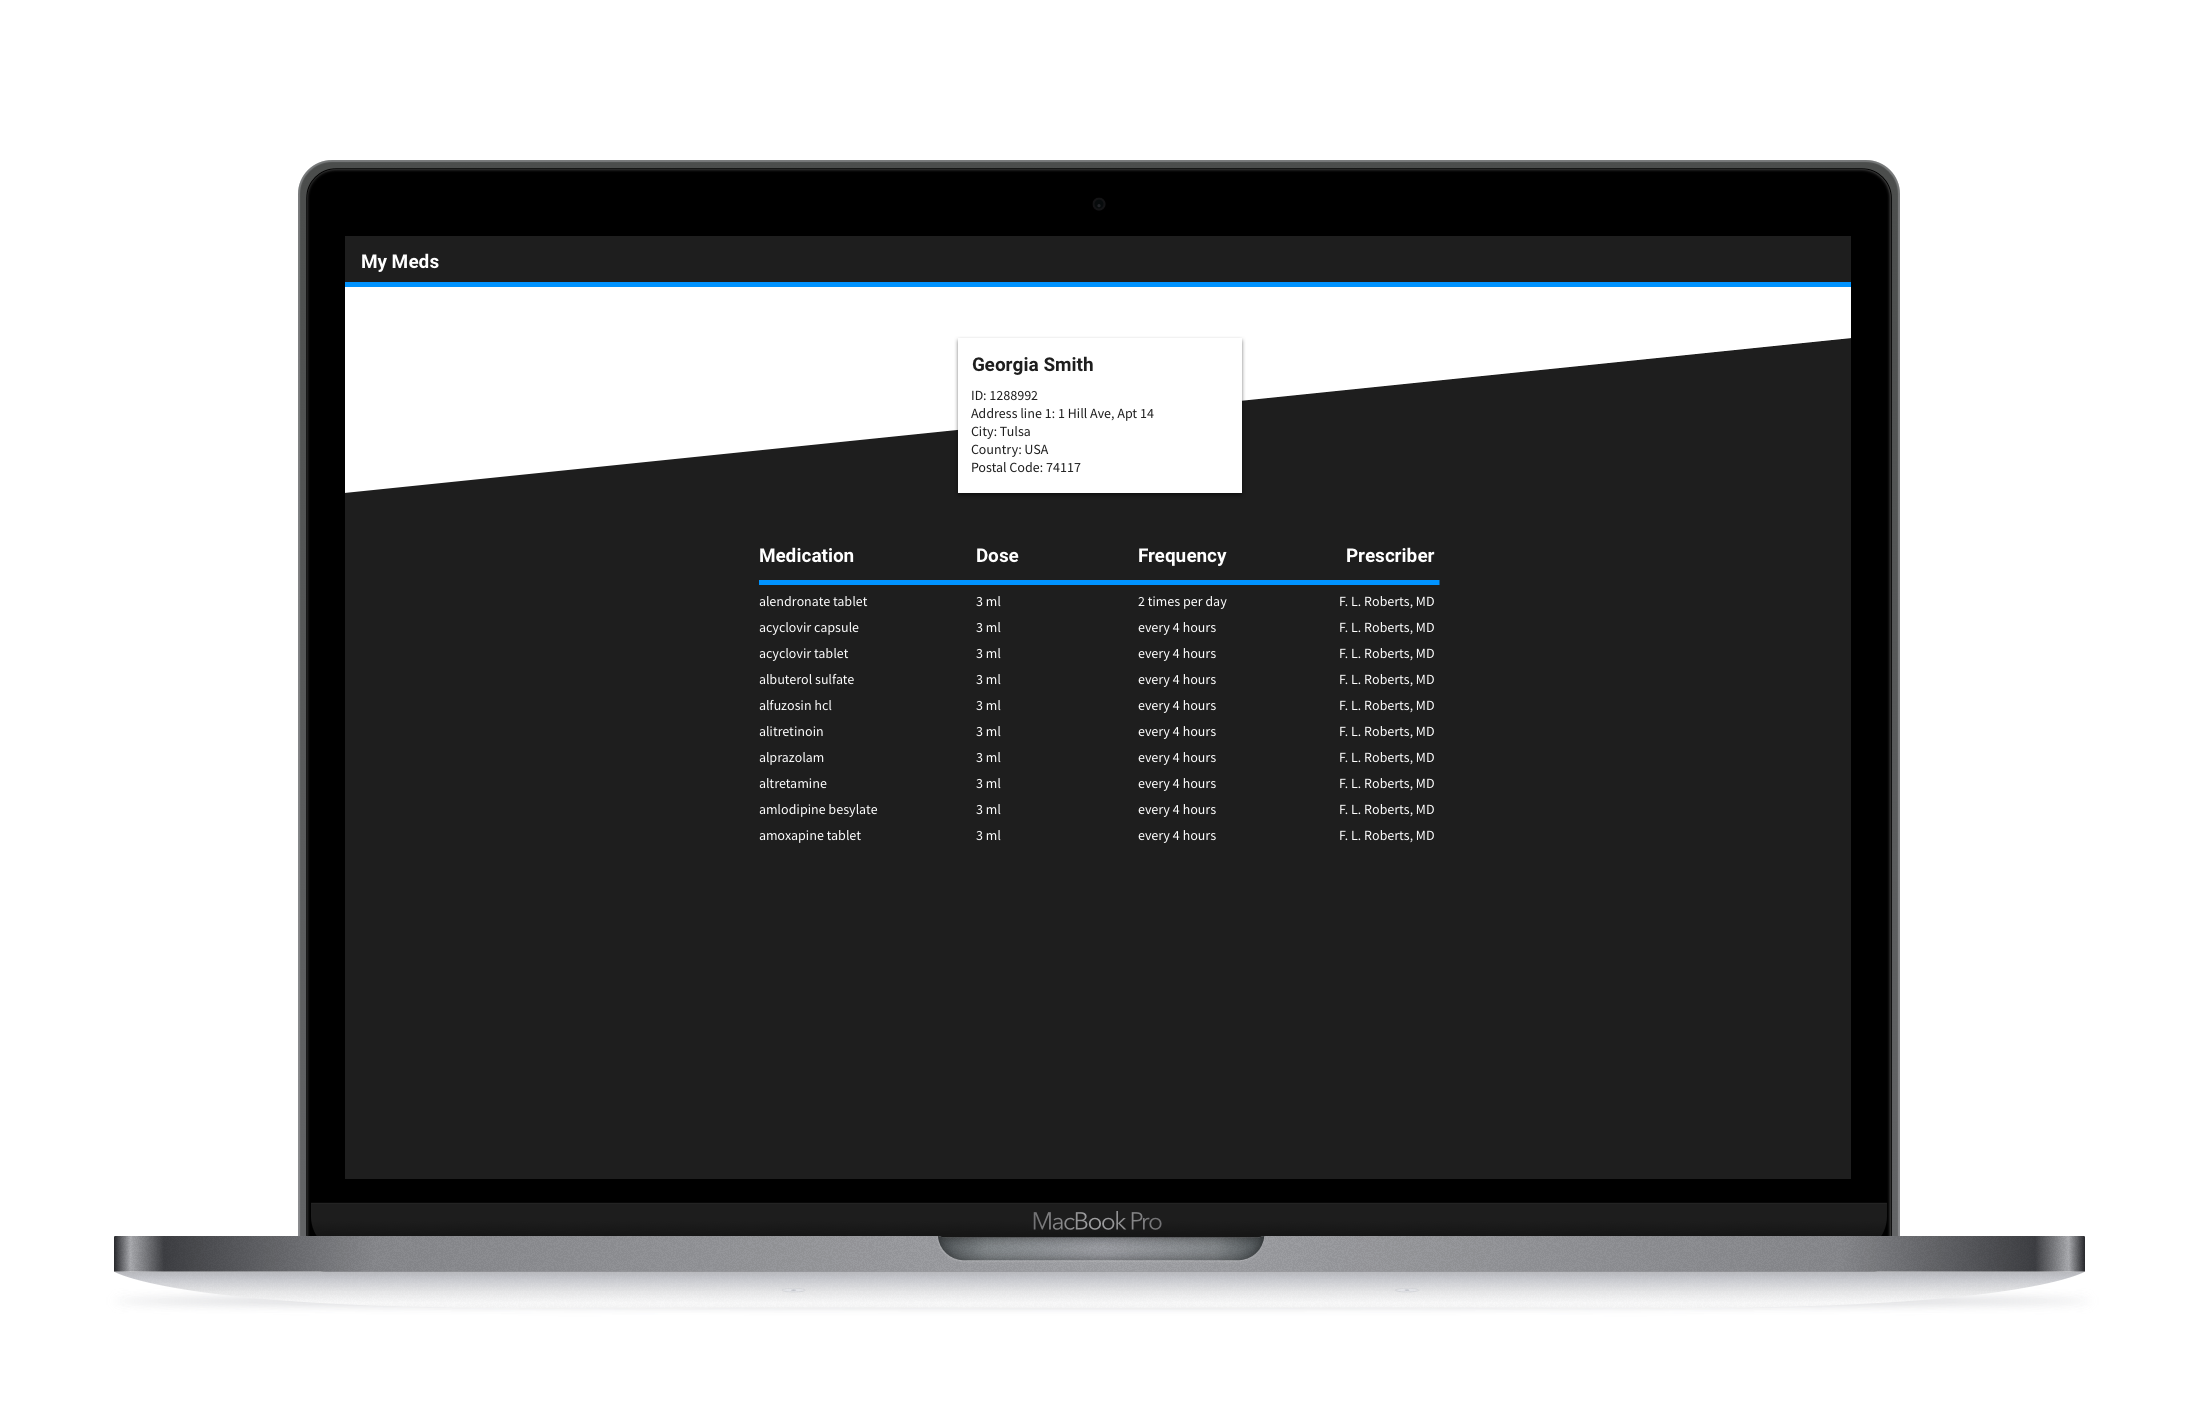 My Meds
Georgia Smith
ID: 1288992
Address line 1: 1 Hill Ave, Apt 14
City: Tulsa
Country: USA
Postal Code: 74117
Medication Dose Frequency Prescriber
alendronate tablet 3 ml 2 times per day F. L. Roberts, MD
acyclovir capsule 3 ml every 4 hours F. L. Roberts, MD
acyclovir tablet 3 ml every 4 hours F. L. Roberts, MD
albuterol sulfate 3 ml every 4 hours F. L. Roberts, MD
alfuzosin hcl 3 ml every 4 hours F. L. Roberts, MD
alitretinoin 3 ml every 4 hours F. L. Roberts, MD
alprazolam 3 ml every 4 hours F. L. Roberts, MD
altretamine 3 ml every 4 hours F. L. Roberts, MD
amlodipine besylate 3 ml every 4 hours F. L. Roberts, MD
amoxapine tablet 3 ml every 4 hours F. L. Roberts, MD
MacBook Pro